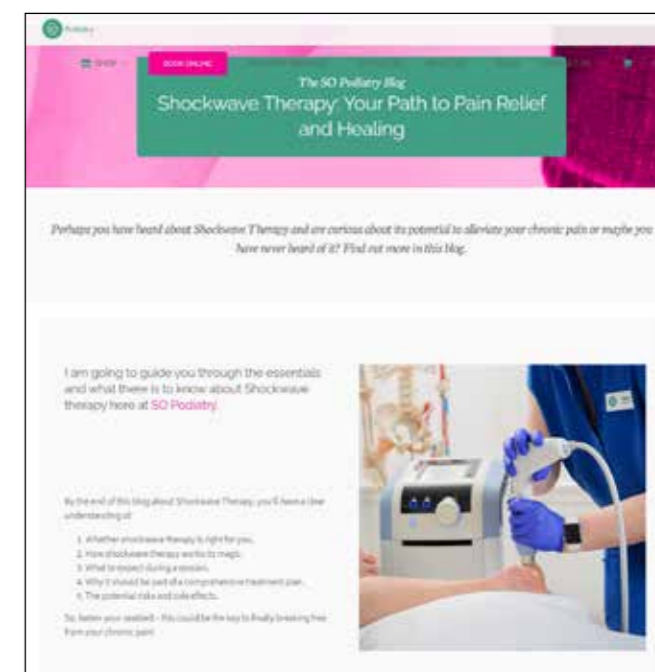 Podiatry
SHOP
BOOK ONLINE
The SO Podiatry Blog
Shockwave Therapy: Your Path to Pain Relief
and Healing
Perhaps you have heard about Shockwave Therapy and are curious about its potential to alleviate your chronic pain or maybe you
have never heard of it? Find out more in this blog.
I am going to guide you through the essentials
and what there is to know about Shockwave
therapy here at SO Podiatry.
By the end of this blog about Shockwave Therapy, you'll have a clear
understanding of:
1. Whether shockwave therapy is right for you.
2. How shockwave therapy works its magic.
3. What to expect during a session.
4. Why it should be part of a comprehensive treatment plan.
5. The potential risks and side effects.
So, fasten your seatbelt – this could be the key to finally breaking free
from your chronic pain!